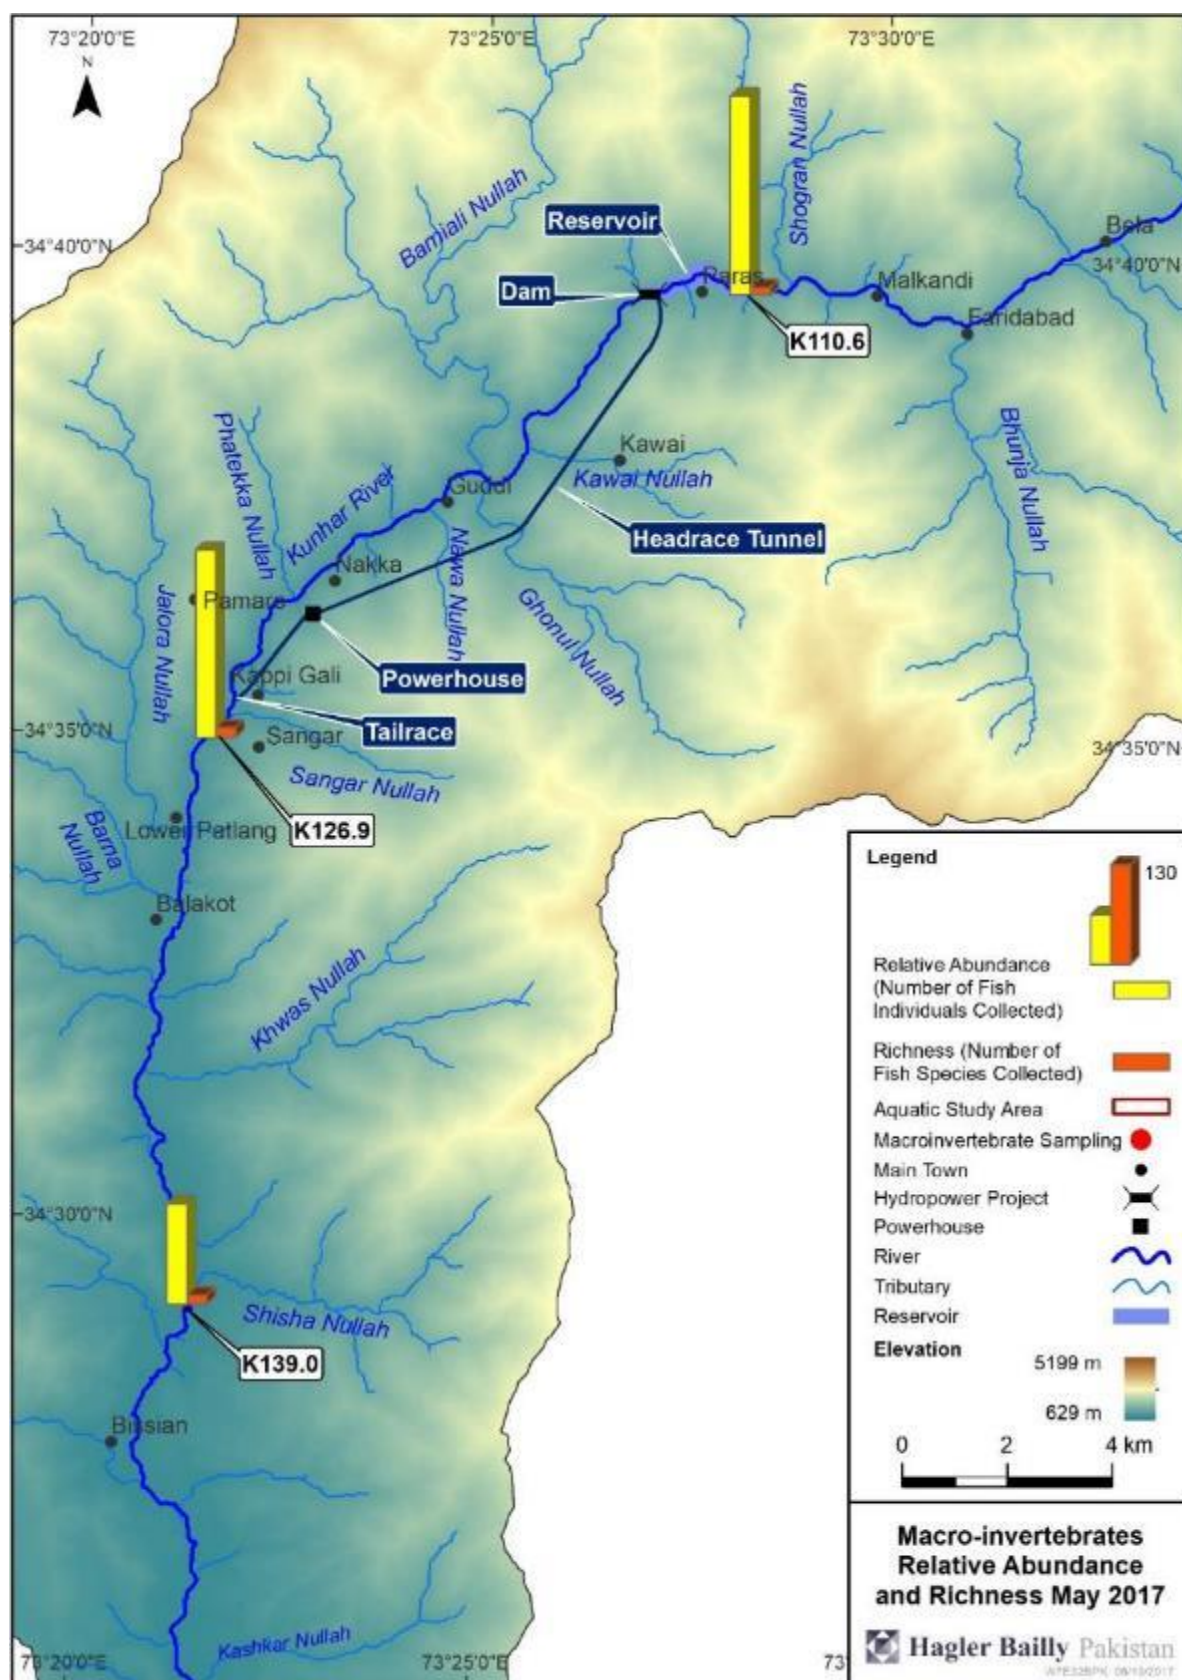 73°20'0"E
73°25'0"E
73°30'0"E
N
Shogran Nullah
Bamiali Nullah
Reservoir
Bela
34°40'0"N
34°40'0"N
Paras
Malkandi
Dam
Faridabad
K110.6
Phatekka Nullah
Bhunja Nullah
Kawai
Kawai Nullah
Kunhar River
Guddi
Headrace Tunnel
Nawa Nullah
Nakka
Jalora Nullah
Pamars
Ghonul Nullah
Kappi Gali
Powerhouse
Tailrace
34°35'0"N
Sangar
34°35'0"N
Sangar Nullah
K126.9
Barna
Nullah
Lower Patlang
Balakot
Khwas Nullah
34°30'0"N
Shisha Nullah
K139.0
Bissian
Kashkar Nullah
73°20'0"E
73°25'0"E
73°
Legend
130
Relative Abundance
(Number of Fish
Individuals Collected)
Richness (Number of
Fish Species Collected)
Aquatic Study Area
Macroinvertebrate Sampling
Main Town
Hydropower Project
Powerhouse
River
Tributary
Reservoir
Elevation
5199 m
629 m
0 2 4 km
Macro-invertebrates
Relative Abundance
and Richness May 2017
Hagler Bailly Pakistan